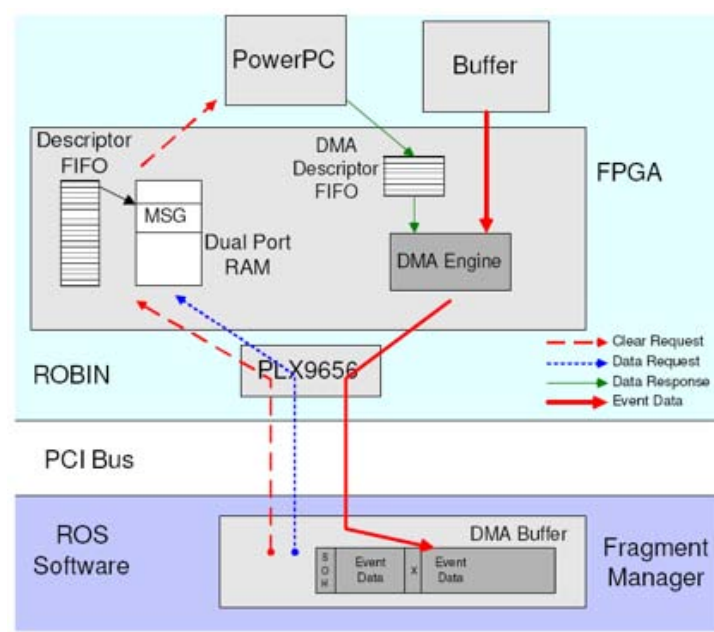 PowerPC
Buffer
Descriptor
FIFO
DMA
Descriptor
FIFO
FPGA
MSG
Dual Port
RAM
DMA Engine
Clear Request
Data Request
Data Response
Event Data
ROBIN
PLX9656
PCI Bus
ROS
Software
DMA Buffer
Fragment
Manager
S
O
H
Event
Data
X
Event
Data